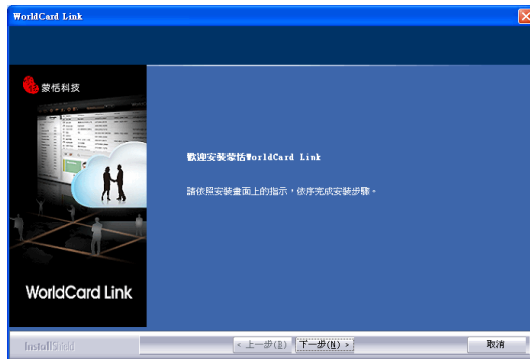 WorldCard Link
蒙恬科技
歡迎安裝蒙恬WorldCard Link
請依照安裝畫面上的指示，依序完成安裝步驟。
WorldCard Link
InstallShield
< 上一步(B)
下一步(N) >
取消